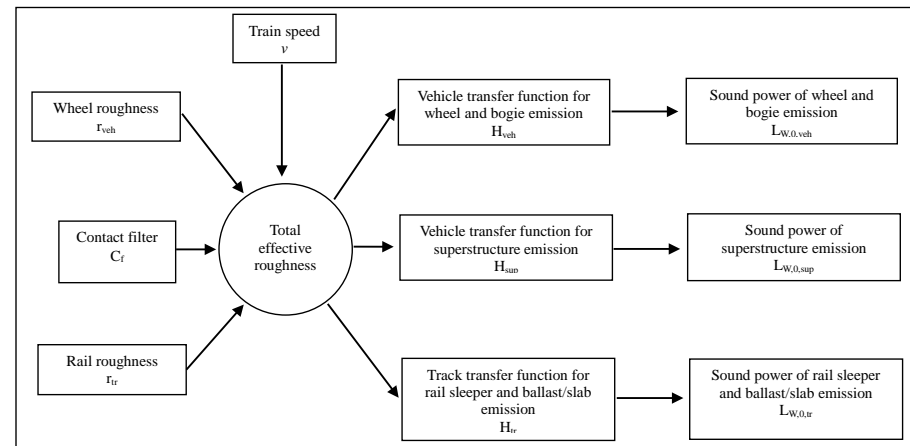 Train speed
v
Wheel roughness
r_veh
Contact filter
C_f
Rail roughness
r_tr
Total
effective
roughness
Vehicle transfer function for
wheel and bogie emission
H_veh
Vehicle transfer function for
superstructure emission
H_sup
Track transfer function for
rail sleeper and ballast/slab
emission
H_tr
Sound power of wheel and
bogie emission
L_W.0.veh
Sound power of
superstructure emission
L_W,0,sup
Sound power of rail sleeper
and ballast/slab emission
L_W,0,tr